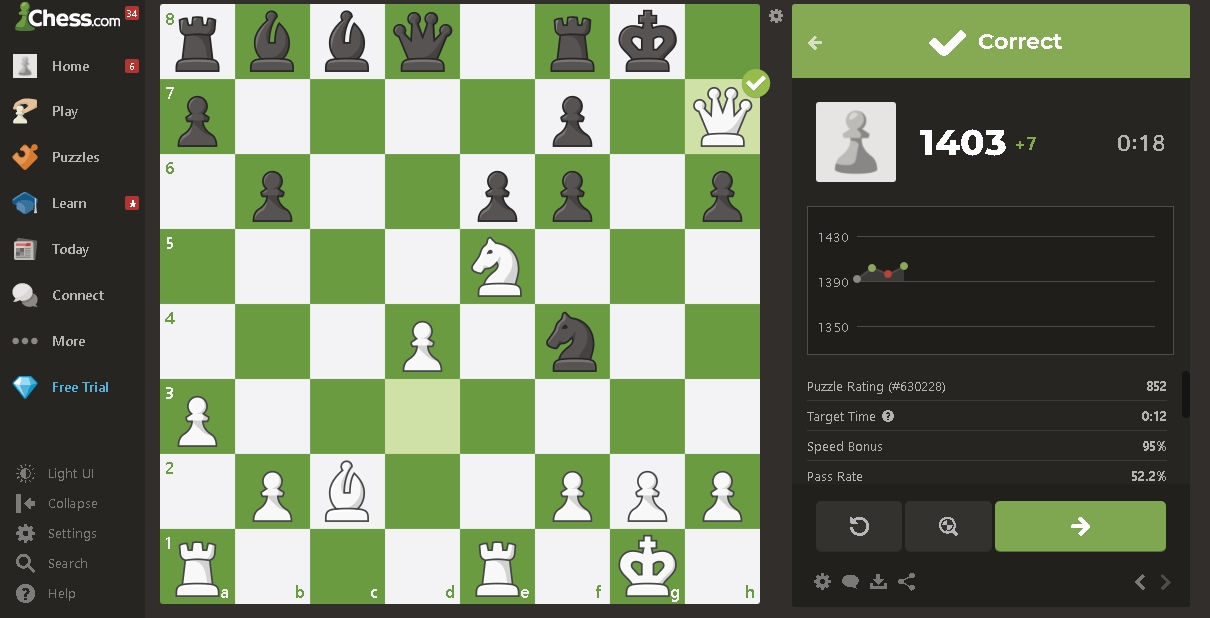 Chess.com 34
Home 6
Play
Puzzles
Learn
Today
Connect
More
Free Trial
Light UI
Collapse
Settings
Search
Help
8
7
6
5
4
3
2
1
a b c d e f g h
Correct
1403 +7 0:18
1430
1390
1350
Puzzle Rating (#630228) 852
Target Time ? 0:12
Speed Bonus 95%
Pass Rate 52.2%